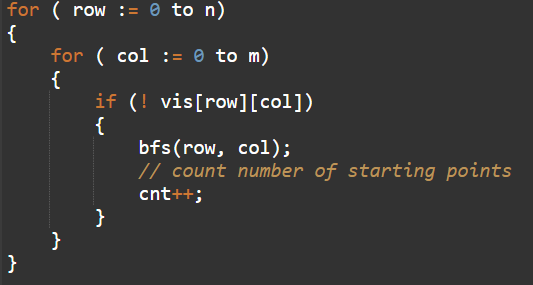 for ( row := 0 to n)
{
for ( col := 0 to m)
{
if (! vis[row][col])
{
bfs(row, col);
// count number of starting points
cnt++;
}
}
}